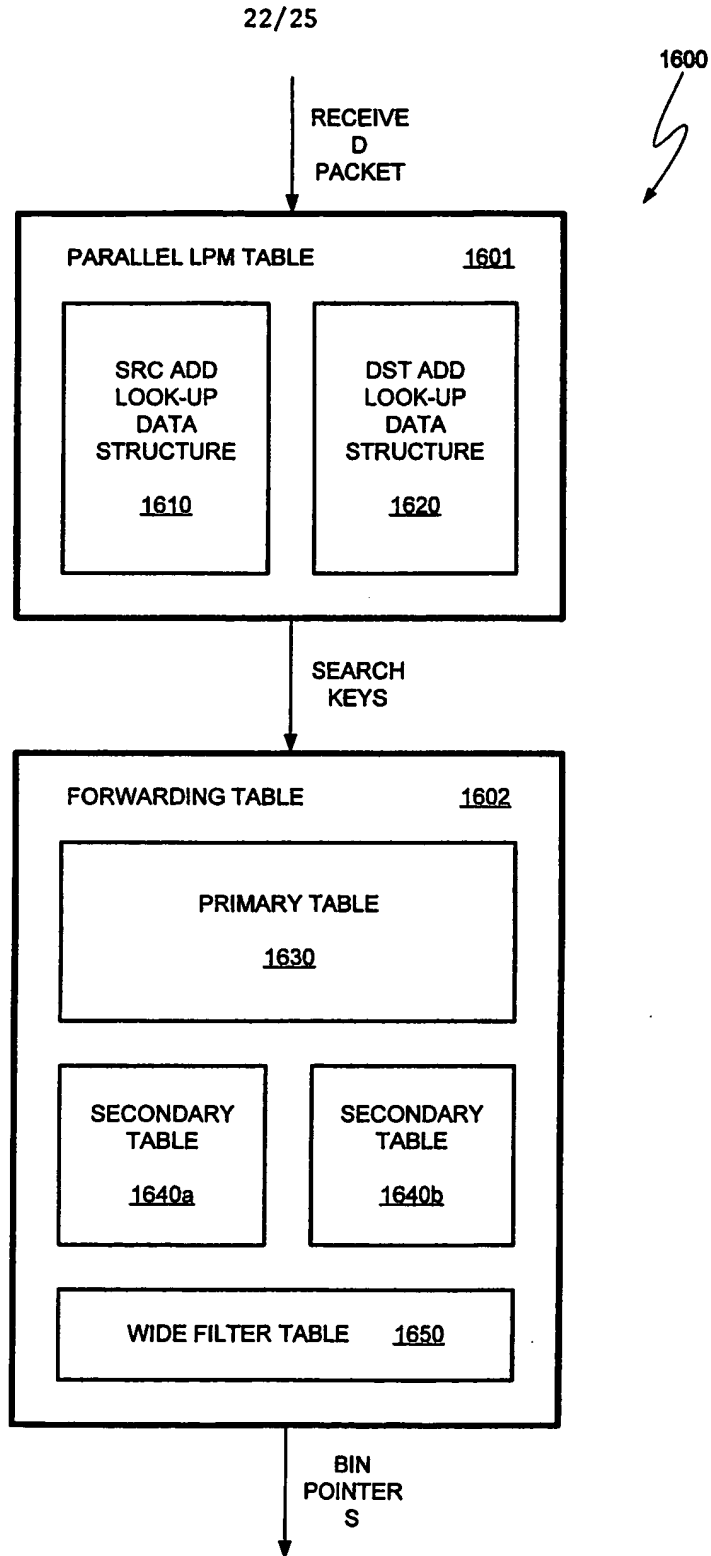 22/25
1600
RECEIVE
D
PACKET
PARALLEL LPM TABLE 1601
SRC ADD
LOOK-UP
DATA
STRUCTURE
1610
DST ADD
LOOK-UP
DATA
STRUCTURE
1620
SEARCH
KEYS
FORWARDING TABLE 1602
PRIMARY TABLE
1630
SECONDARY
TABLE
1640a
SECONDARY
TABLE
1640b
WIDE FILTER TABLE 1650
BIN
POINTER
S